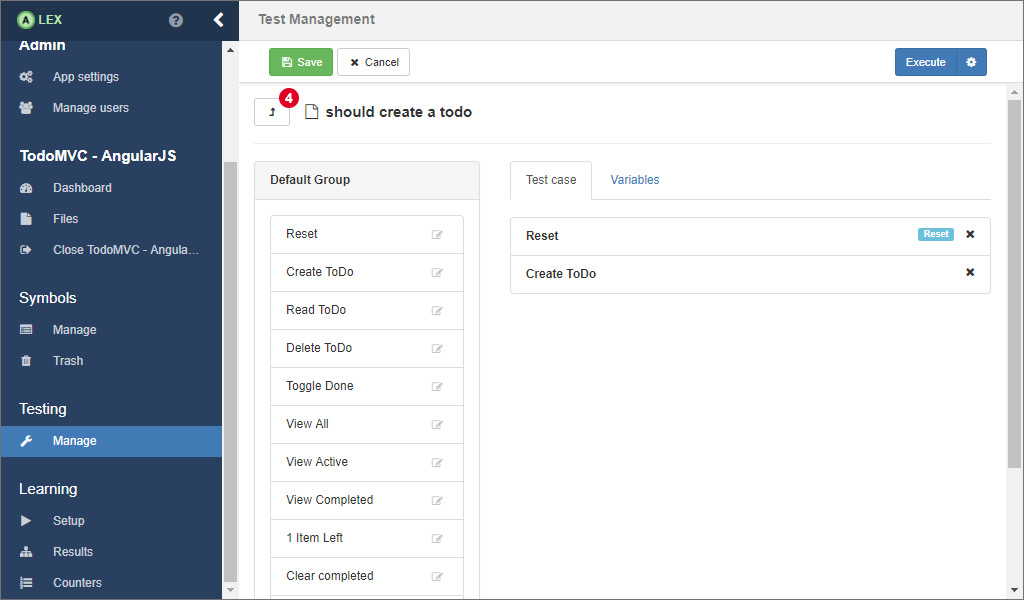 A LEX
?
Admin
App settings
Manage users
TodoMVC - AngularJS
Dashboard
Files
Close TodoMVC - Angula...
Symbols
Manage
Trash
Testing
Manage
Learning
Setup
Results
Counters
Test Management
Save
Cancel
Execute
4
should create a todo
Default Group
Reset
Create ToDo
Read ToDo
Delete ToDo
Toggle Done
View All
View Active
View Completed
1 Item Left
Clear completed
Test case
Variables
Reset
Reset
Create ToDo